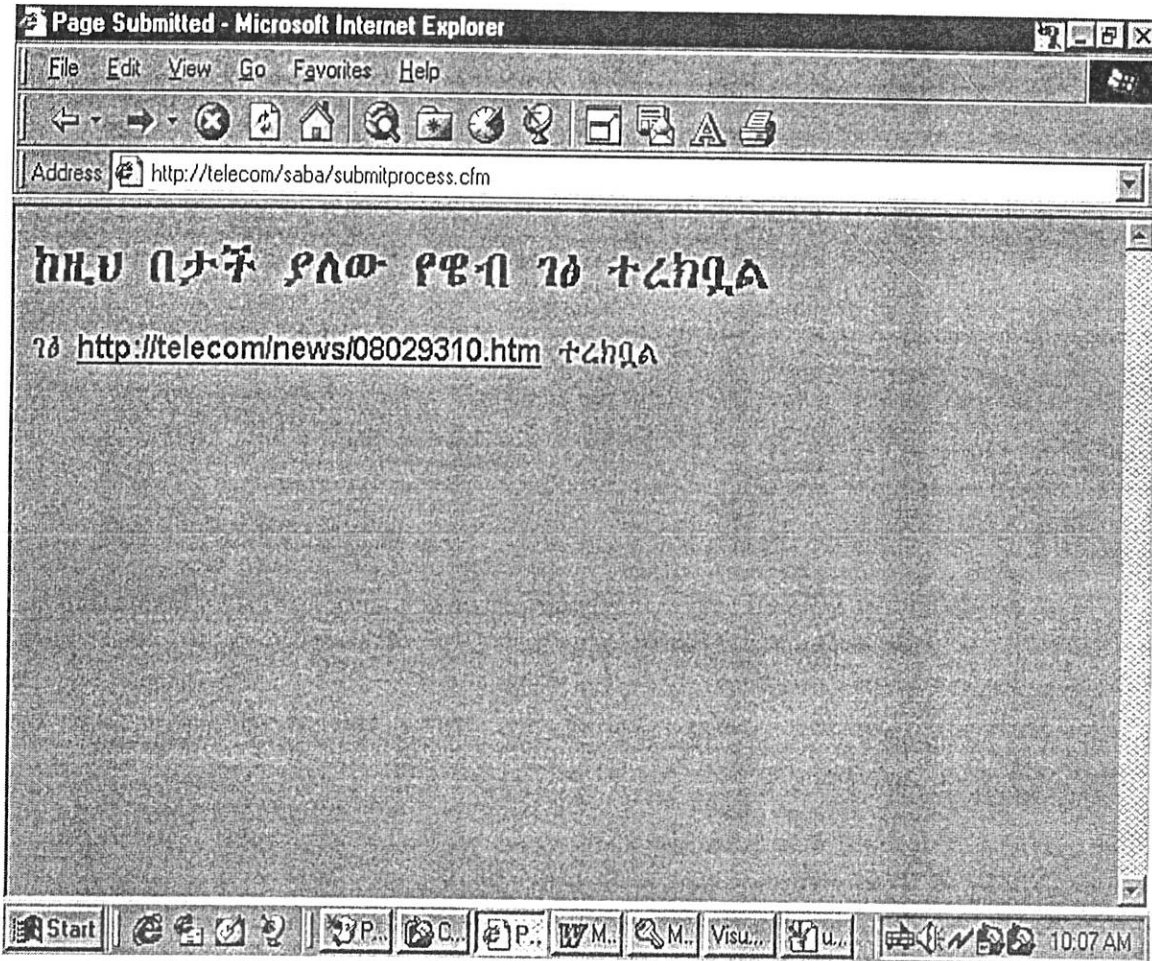 Page Submitted - Microsoft Internet Explorer
File Edit View Go Favorites Help
Address http://telecom/saba/submitprocess.cfm
ከዚህ በታች ያለው የዌብ ገፅ ተረክቧል
ገፅ http://telecom/news/08029310.htm ተረክቧል
Start P... C... P... M... M... Visu... u... 10:07 AM